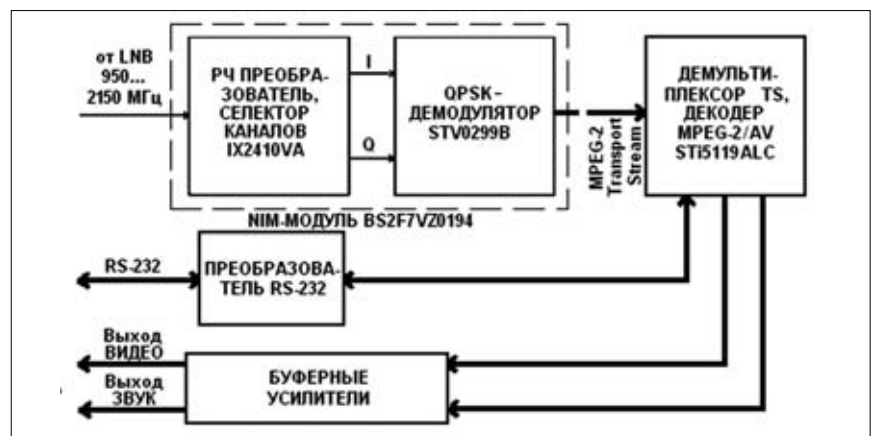 от LNB
950...
2150 МГц
РЧ ПРЕОБРА-
ЗОВАТЕЛЬ,
СЕЛЕКТОР
КАНАЛОВ
IX2410VA
I
Q
QPSK–
ДЕМОДУЛЯТОР
STV0299B
MPEG-2
Transport
Stream
ДЕМУЛЬТИ-
ПЛЕКСОР TS,
ДЕКОДЕР
MPEG-2/AV
STi5119ALC
NIM-МОДУЛЬ BS2F7VZ0194
RS-232
ПРЕОБРАЗОВА-
ТЕЛЬ RS-232
Выход
ВИДЕО
Выход
ЗВУК
БУФЕРНЫЕ
УСИЛИТЕЛИ